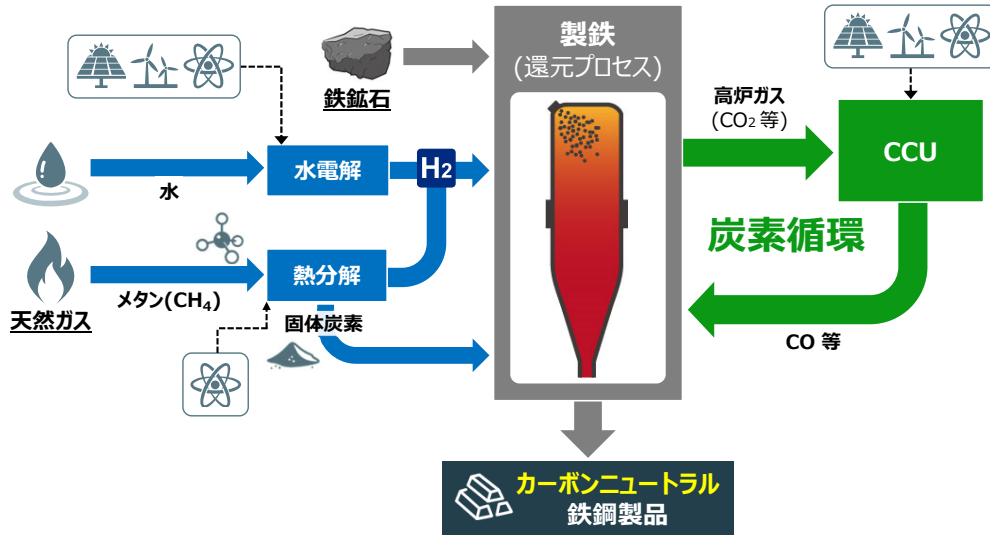 製鉄
(還元プロセス)
鉄鉱石
高炉ガス
(CO₂ 等)
CCU
水電解
H₂
水
炭素循環
熱分解
メタン(CH₄)
天然ガス
固体炭素
CO 等
カーボンニュートラル
鉄鋼製品